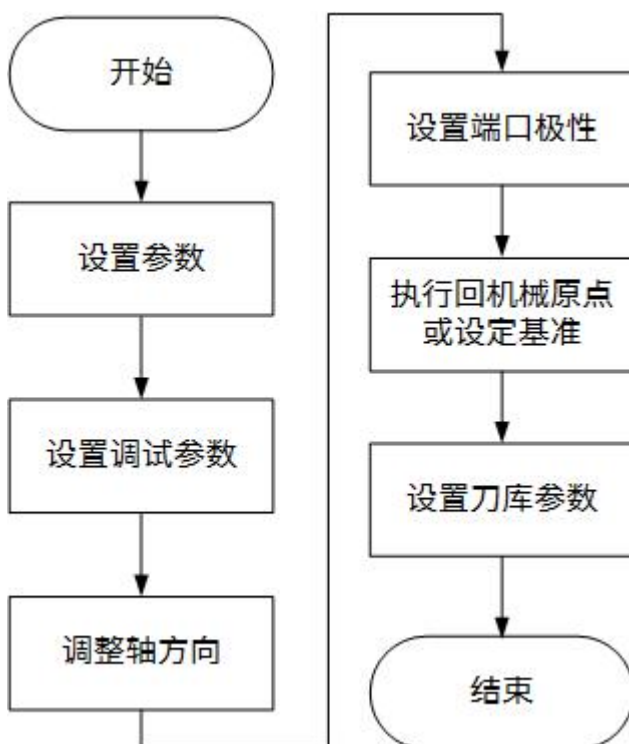 开始
设置参数
设置调试参数
调整轴方向
设置端口极性
执行回机械原点
或设定基准
设置刀库参数
结束